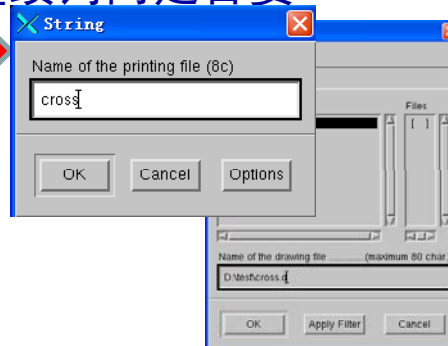 String
Name of the printing file (8c)
cross
OK Cancel Options
Files
[ ]
Name of the drawing file ............(maximum 80 char
D:\test\cross.d
OK Apply Filter Cancel